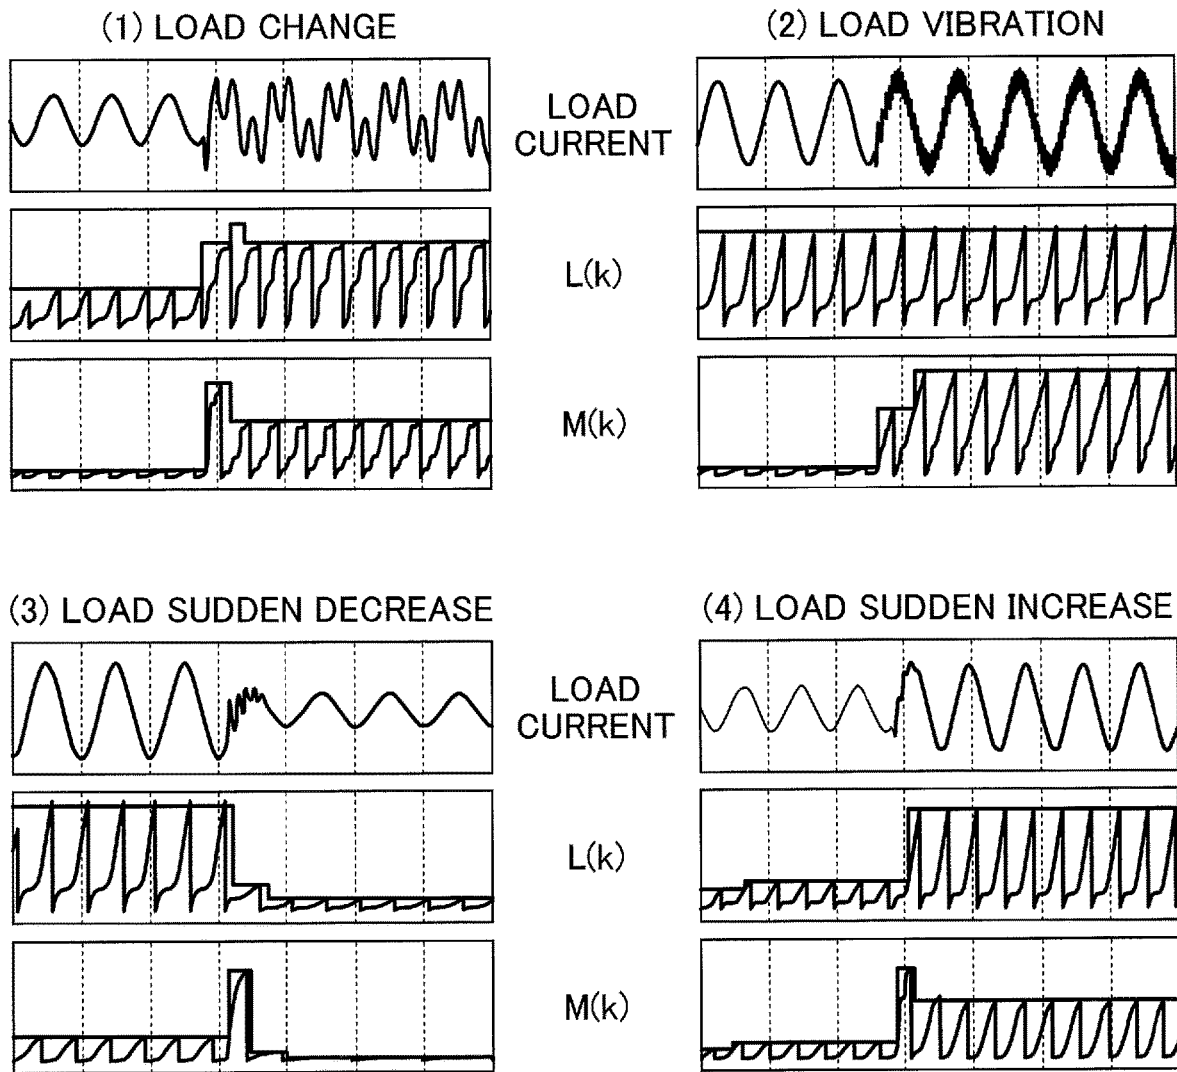 (1) LOAD CHANGE
(2) LOAD VIBRATION
LOAD
CURRENT
L(k)
M(k)
(3) LOAD SUDDEN DECREASE
(4) LOAD SUDDEN INCREASE
LOAD
CURRENT
L(k)
M(k)